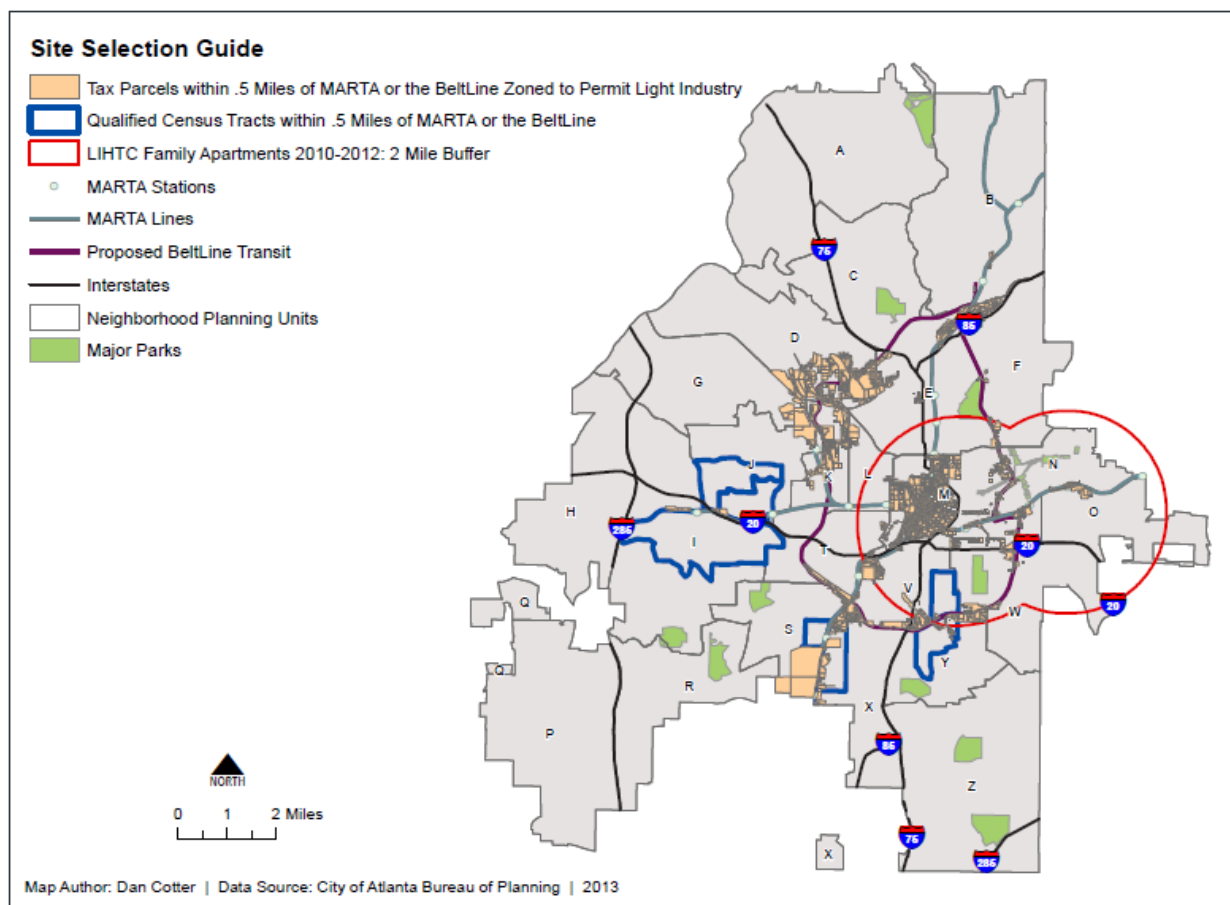 Site Selection Guide
Tax Parcels within .5 Miles of MARTA or the BeltLine Zoned to Permit Light Industry
Qualified Census Tracts within .5 Miles of MARTA or the BeltLine
LIHTC Family Apartments 2010-2012: 2 Mile Buffer
MARTA Stations
MARTA Lines
Proposed BeltLine Transit
Interstates
Neighborhood Planning Units
Major Parks
A
B
75
C
85
D
F
G
E
J
K
L
M
N
H
285
20
I
T
20
O
V
20
Q
S
W
Y
Q
R
X
P
85
Z
NORTH
0 1 2 Miles
75
X
285
Map Author: Dan Cotter | Data Source: City of Atlanta Bureau of Planning | 2013